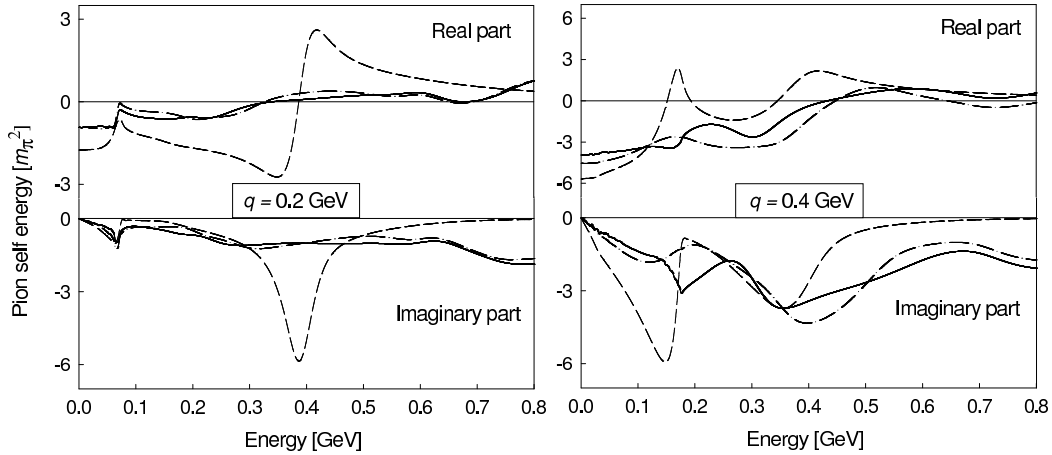 Pion self energy [mπ²]
3
0
-3
0
-3
-6
Real part
q = 0.2 GeV
Imaginary part
0.0 0.1 0.2 0.3 0.4 0.5 0.6 0.7 0.8
Energy [GeV]
6
3
0
-3
-6
0
-3
-6
Real part
q = 0.4 GeV
Imaginary part
0.0 0.1 0.2 0.3 0.4 0.5 0.6 0.7 0.8
Energy [GeV]